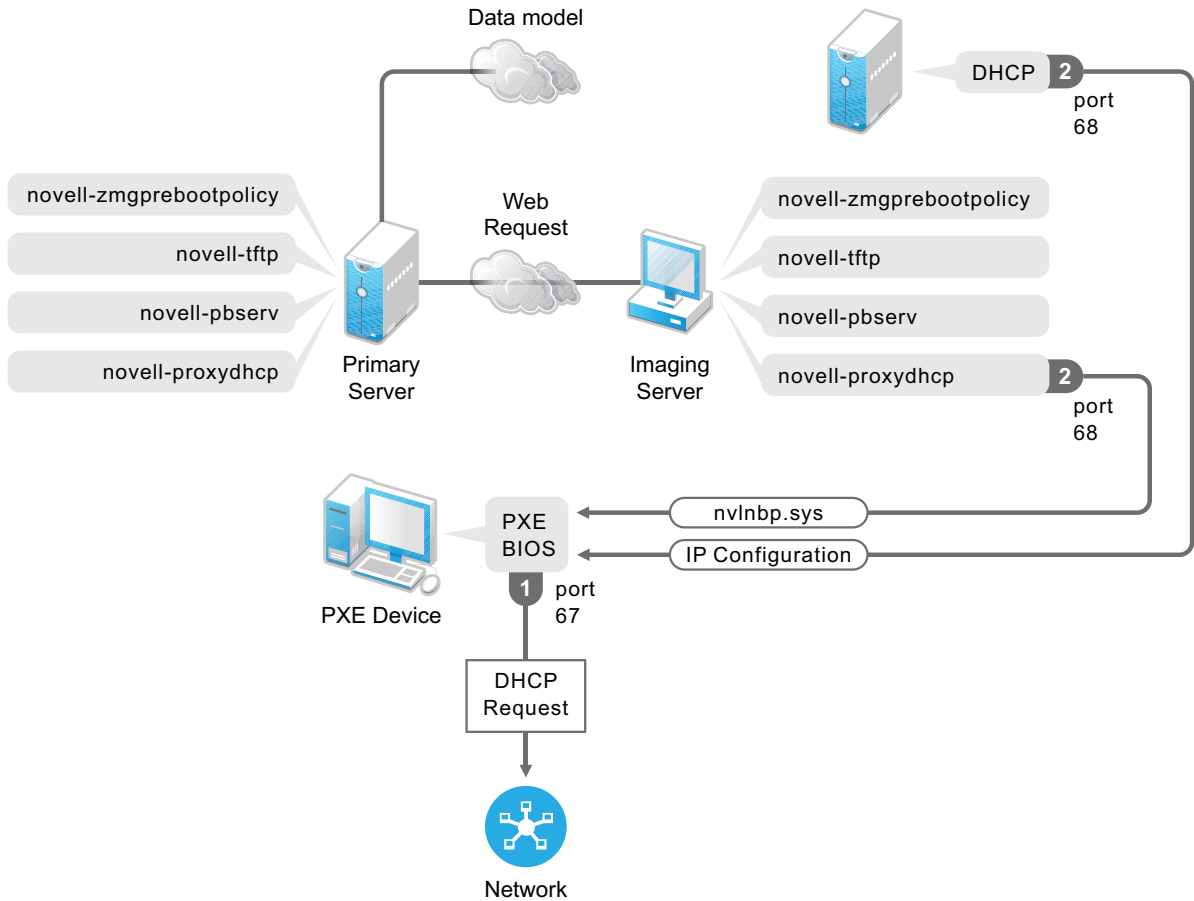 Data model
DHCP
2
port
68
novell-zmgprebootpolicy
novell-tftp
novell-pbserv
novell-proxydhcp
Primary
Server
Web
Request
Imaging
Server
novell-zmgprebootpolicy
novell-tftp
novell-pbserv
novell-proxydhcp
2
port
68
nvlnbp.sys
IP Configuration
PXE
BIOS
1
port
67
PXE Device
DHCP
Request
Network